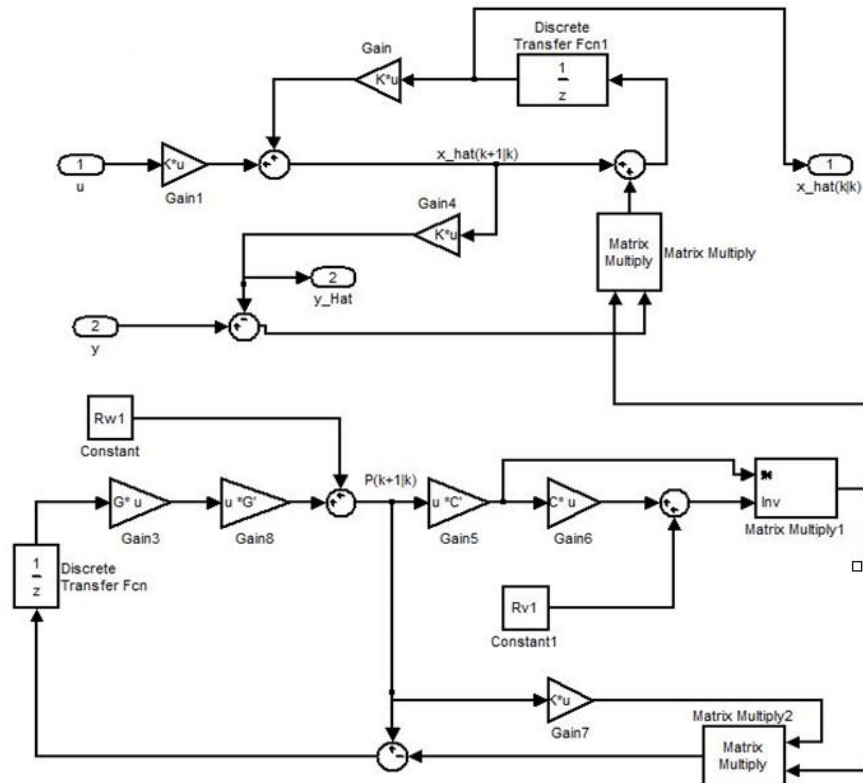 Discrete
Transfer Fcn1
Gain
K*u
1
z
1
u
K*u
Gain1
x_hat(k+1|k)
1
x_hat(k|k)
Gain4
K*u
Matrix
Multiply
Matrix Multiply
2
y_Hat
2
y
Rw1
Constant
P(k+1|k)
G* u
Gain3
u *G'
Gain8
u *C'
Gain5
C* u
Gain6
Inv
Matrix Multiply1
1
z
Discrete
Transfer Fcn
Rv1
Constant1
K*u
Gain7
Matrix Multiply2
Matrix
Multiply